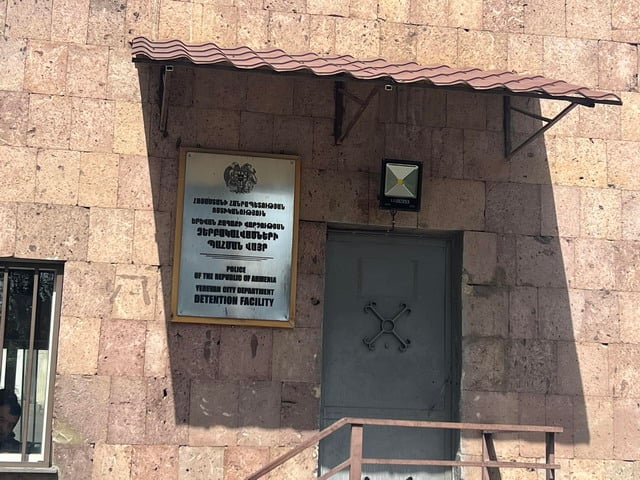 ՀԱՅԱՍՏԱՆԻ ՀԱՆՐԱՊԵՏՈՒԹՅԱՆ
ՈՍՏԻԿԱՆՈՒԹՅՈՒՆ
ԵՐԵՎԱՆ ՔԱՂԱՔԻ ՎԱՐՉՈՒԹՅԱՆ
ՁԵՐԲԱԿԱԼՎԱԾՆԵՐԻ
ՊԱՀՄԱՆ ՎԱՅՐ
POLICE
OF THE REPUBLIC OF ARMENIA
YEREVAN CITY DEPARTMENT
DETENTION FACILITY